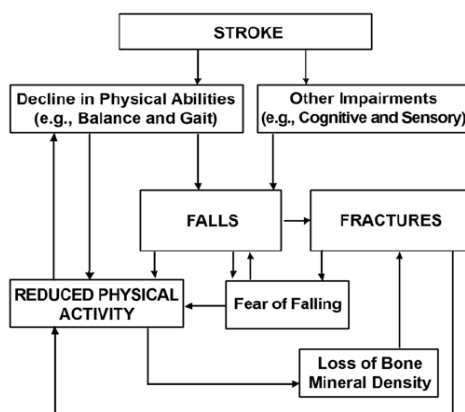 STROKE
Decline in Physical Abilities
(e.g., Balance and Gait)
Other Impairments
(e.g., Cognitive and Sensory)
FALLS
FRACTURES
REDUCED PHYSICAL
ACTIVITY
Fear of Falling
Loss of Bone
Mineral Density